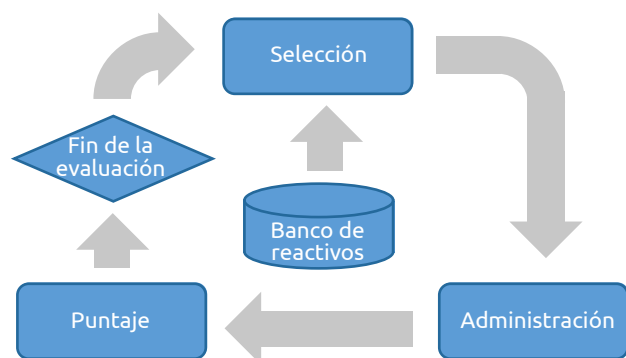 Selección
Fin de la
evaluación
Banco de
reactivos
Puntaje
Administración